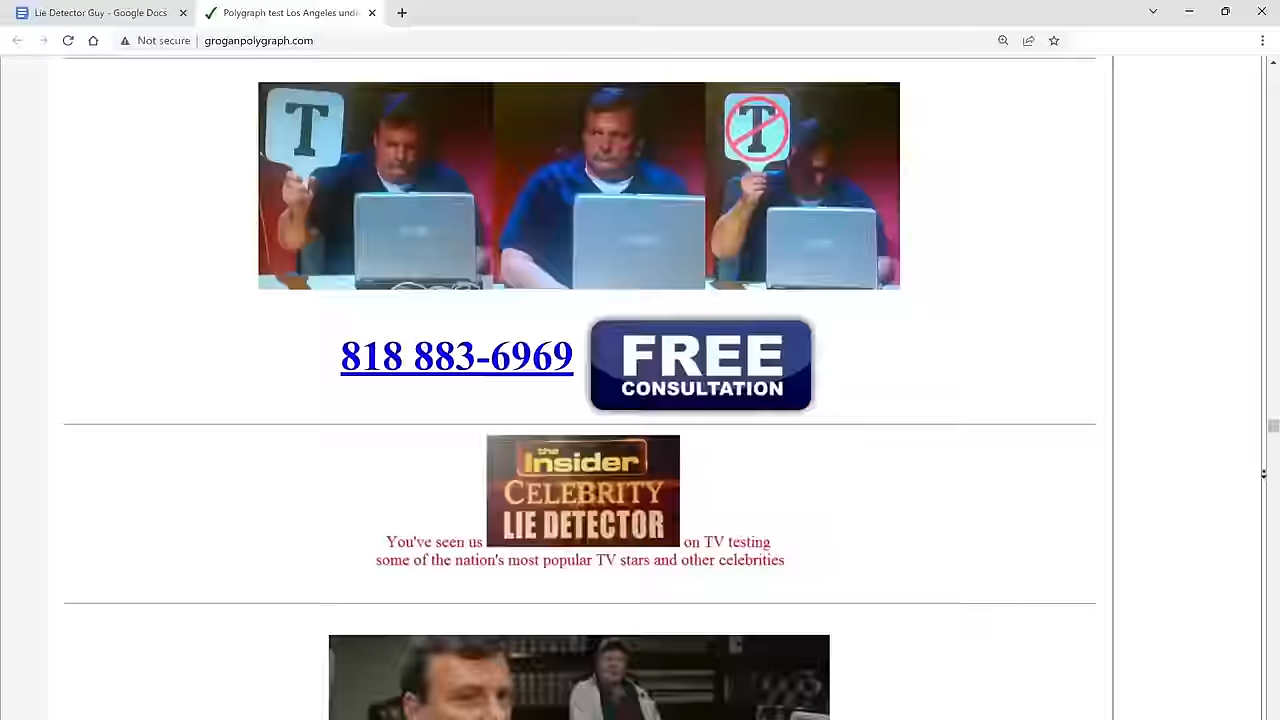 Lie Detector Guy - Google Docs
Polygraph test Los Angeles und
Not secure
groganpolygraph.com
T
T
818 883-6969
FREE
CONSULTATION
the
Insider
CELEBRITY
LIE DETECTOR
You've seen us on TV testing
some of the nation's most popular TV stars and other celebrities